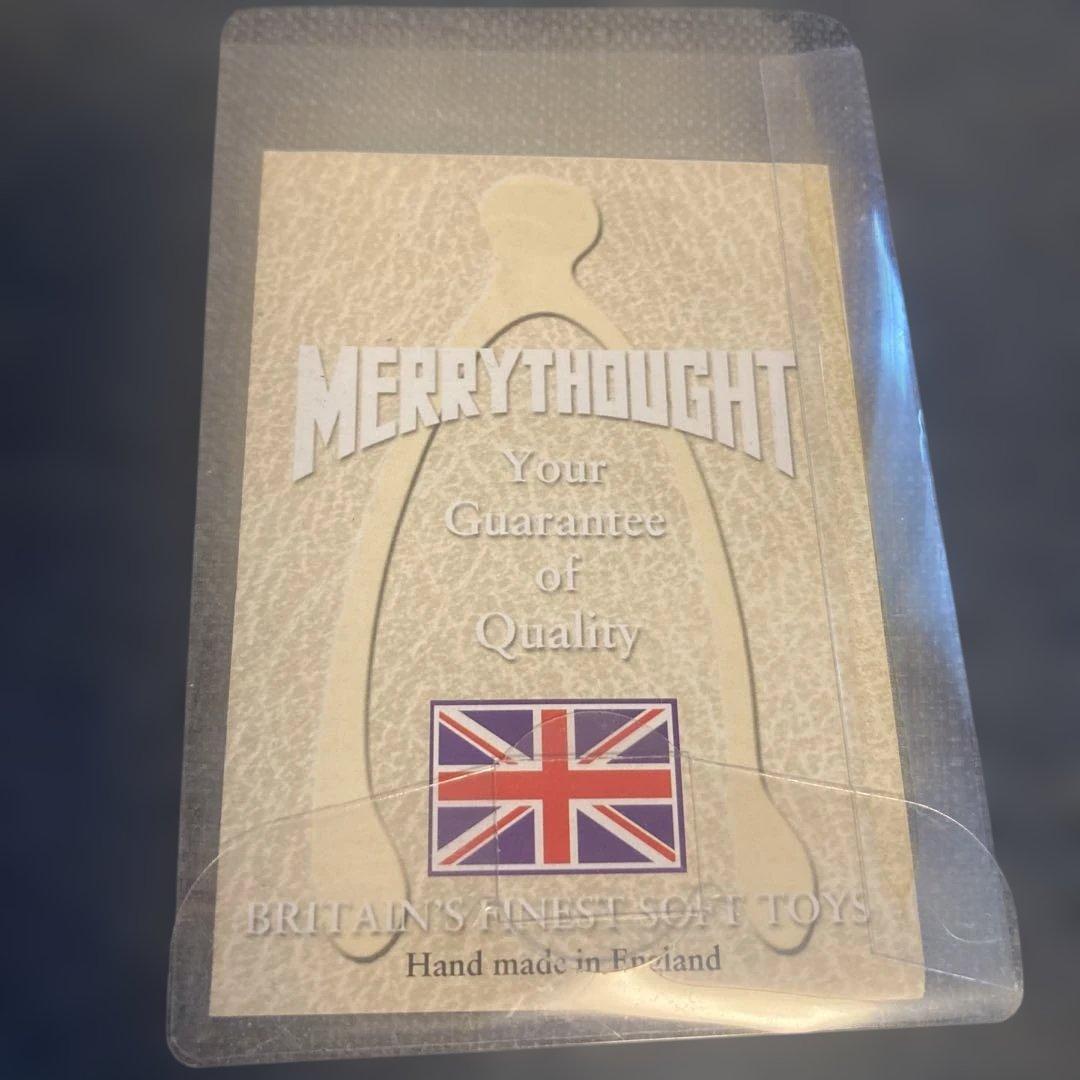 MERRYTHOUGHT
Your
Guarantee
of
Quality
BRITAIN'S FINEST SOFT TOYS
Hand made in England